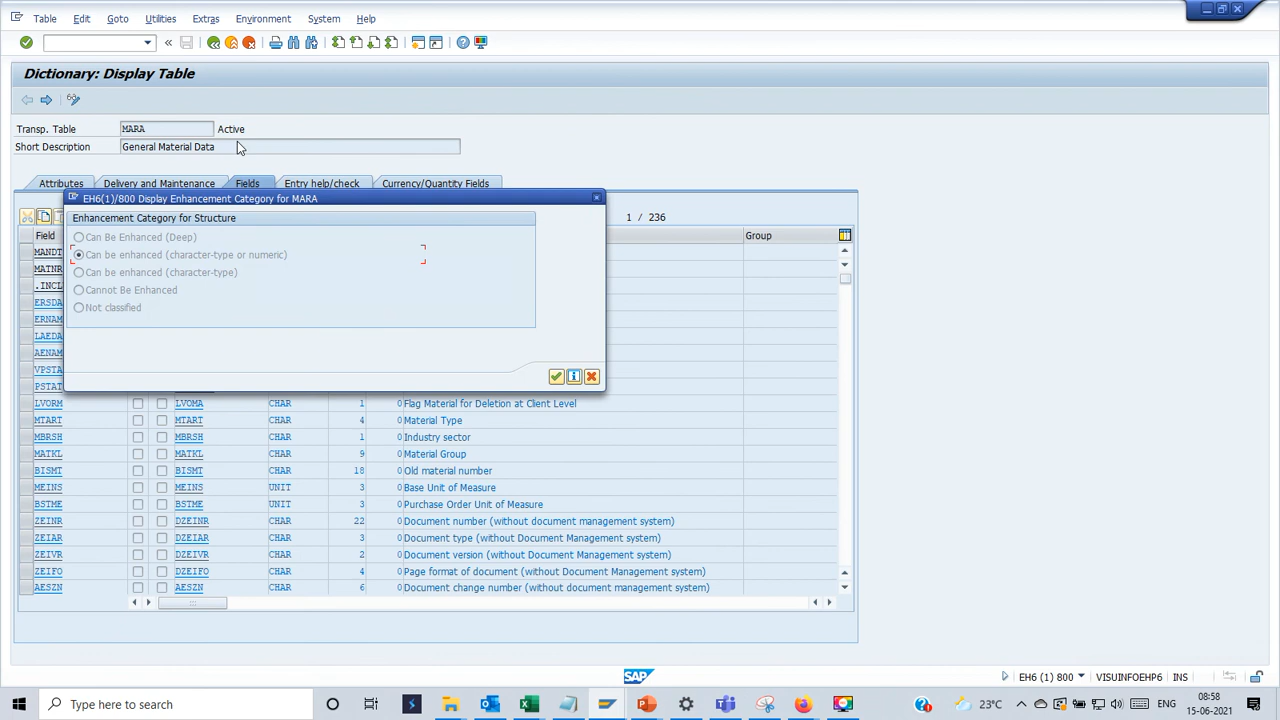 Table Edit Goto Utilities Extras Environment System Help
Dictionary: Display Table
Transp. Table MARA Active
Short Description General Material Data
Attributes Delivery and Maintenance Fields Entry help/check Currency/Quantity Fields
EH6(1)/800 Display Enhancement Category for MARA
Enhancement Category for Structure
Can Be Enhanced (Deep)
Can be enhanced (character-type or numeric)
Can be enhanced (character-type)
Cannot Be Enhanced
Not classified
1 / 236
Field Group
MANDT
MATNR
.INCL
ERSDA
ERNAM
LAEDA
AENAM
VPSTA
PSTAT
LVORM LVOMA CHAR 1 0 Flag Material for Deletion at Client Level
MTART MTART CHAR 4 0 Material Type
MBRSH MBRSH CHAR 1 0 Industry sector
MATKL MATKL CHAR 9 0 Material Group
BISMT BISMT CHAR 18 0 Old material number
MEINS MEINS UNIT 3 0 Base Unit of Measure
BSTME BSTME UNIT 3 0 Purchase Order Unit of Measure
ZEINR DZEINR CHAR 22 0 Document number (without document management system)
ZEIAR DZEIAR CHAR 3 0 Document type (without Document Management system)
ZEIVR DZEIVR CHAR 2 0 Document version (without Document Management system)
ZEIFO DZEIFO CHAR 4 0 Page format of document (without Document Management system)
AESZN AESZN CHAR 6 0 Document change number (without document management system)
SAP EH6 (1) 800 VISUINFOEHP6 INS
Type here to search 23°C ENG 08:58
15-06-2021